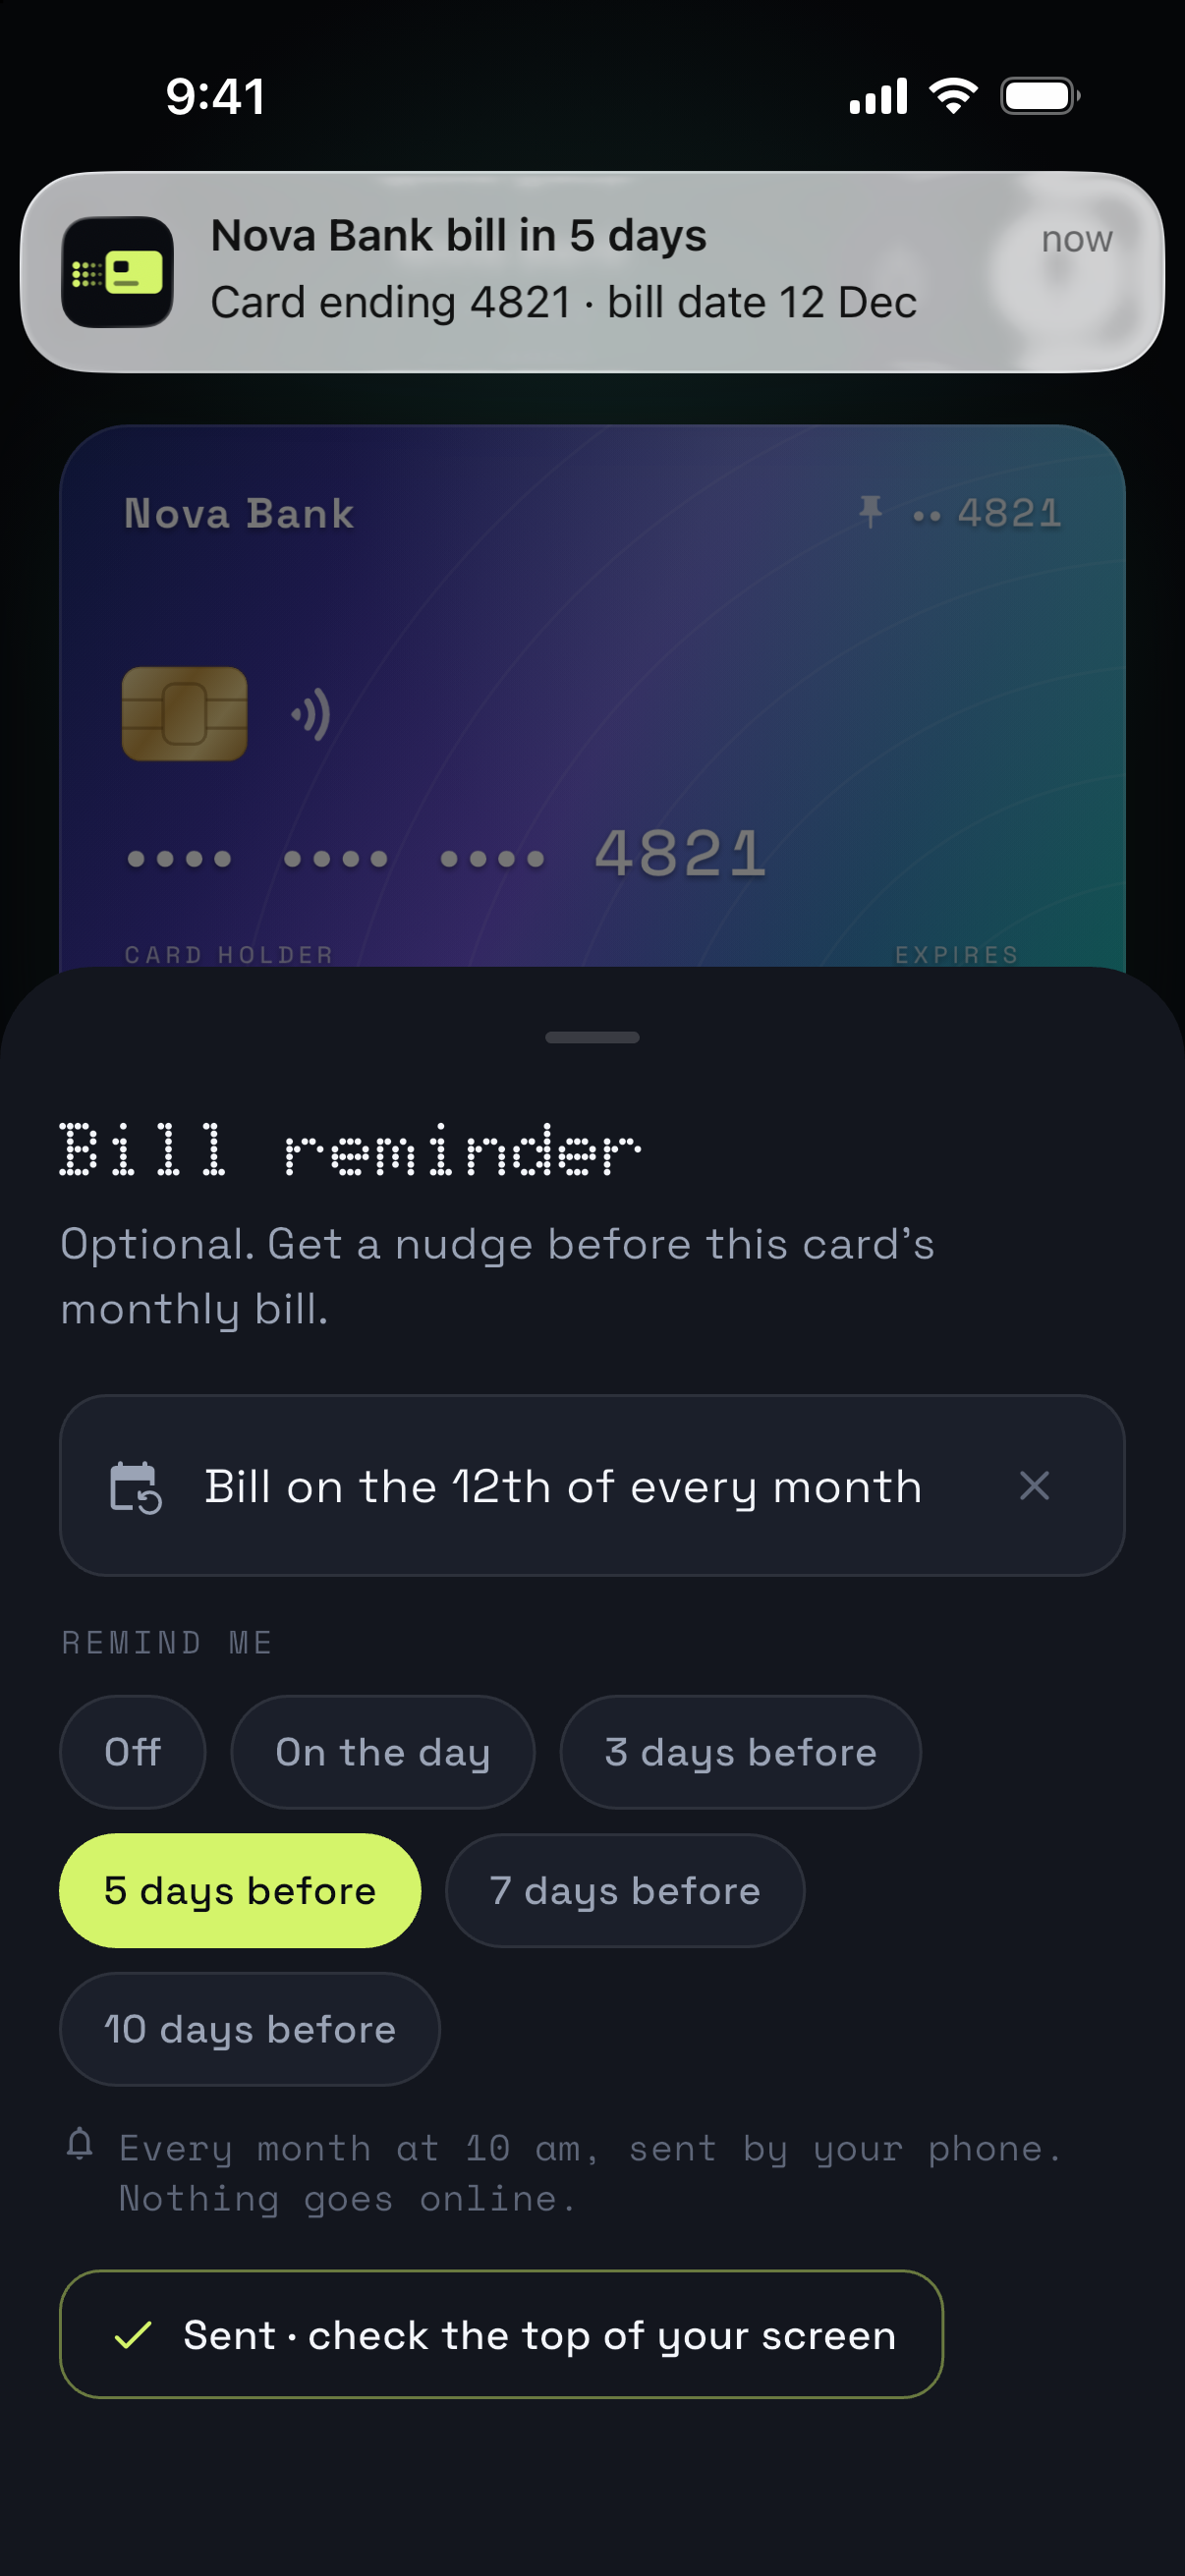 9:41
Nova Bank bill in 5 days
now
Card ending 4821 · bill date 12 Dec
Nova Bank
•• 4821
•••• •••• •••• 4821
CARD HOLDER
EXPIRES
Bill reminder
Optional. Get a nudge before this card’s
monthly bill.
Bill on the 12th of every month
REMIND ME
Off
On the day
3 days before
5 days before
7 days before
10 days before
Every month at 10 am, sent by your phone.
Nothing goes online.
Sent · check the top of your screen